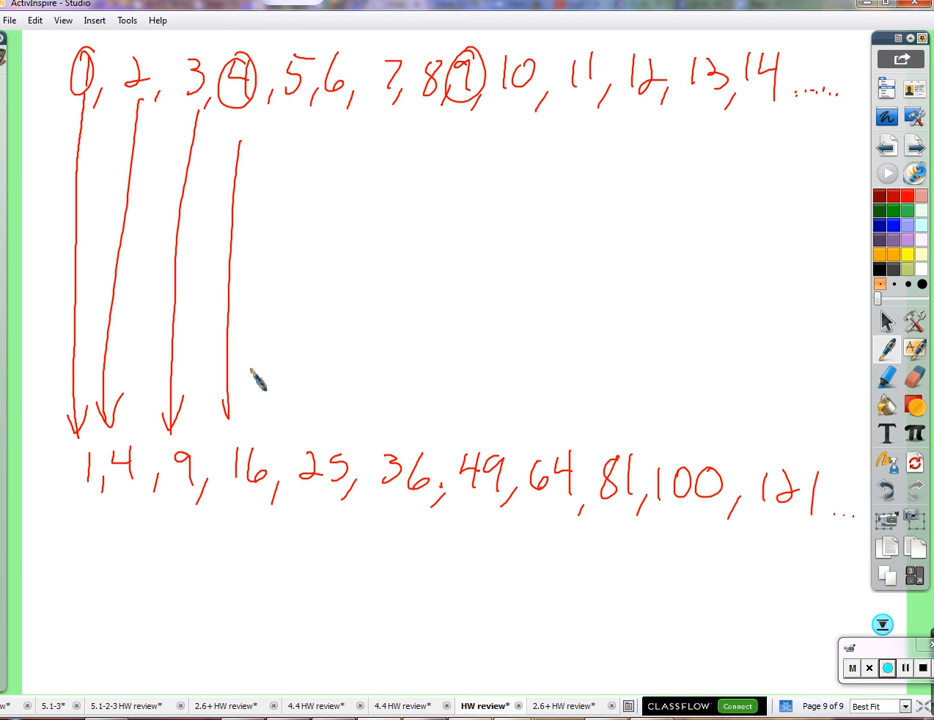 ActivInspire - Studio
File Edit View Insert Tools Help
1, 2, 3, 4, 5, 6, 7, 8, 9, 10, 11, 12, 13, 14 ......
1, 4, 9, 16, 25, 36, 49, 64, 81, 100, 121 ...
M
5.1-3* 5.1-2-3 HW review* 2.6+ HW review* 4.4 HW review* 4.4 HW review* HW review* 2.6+ HW review* CLASSFLOW Connect Page 9 of 9 Best Fit